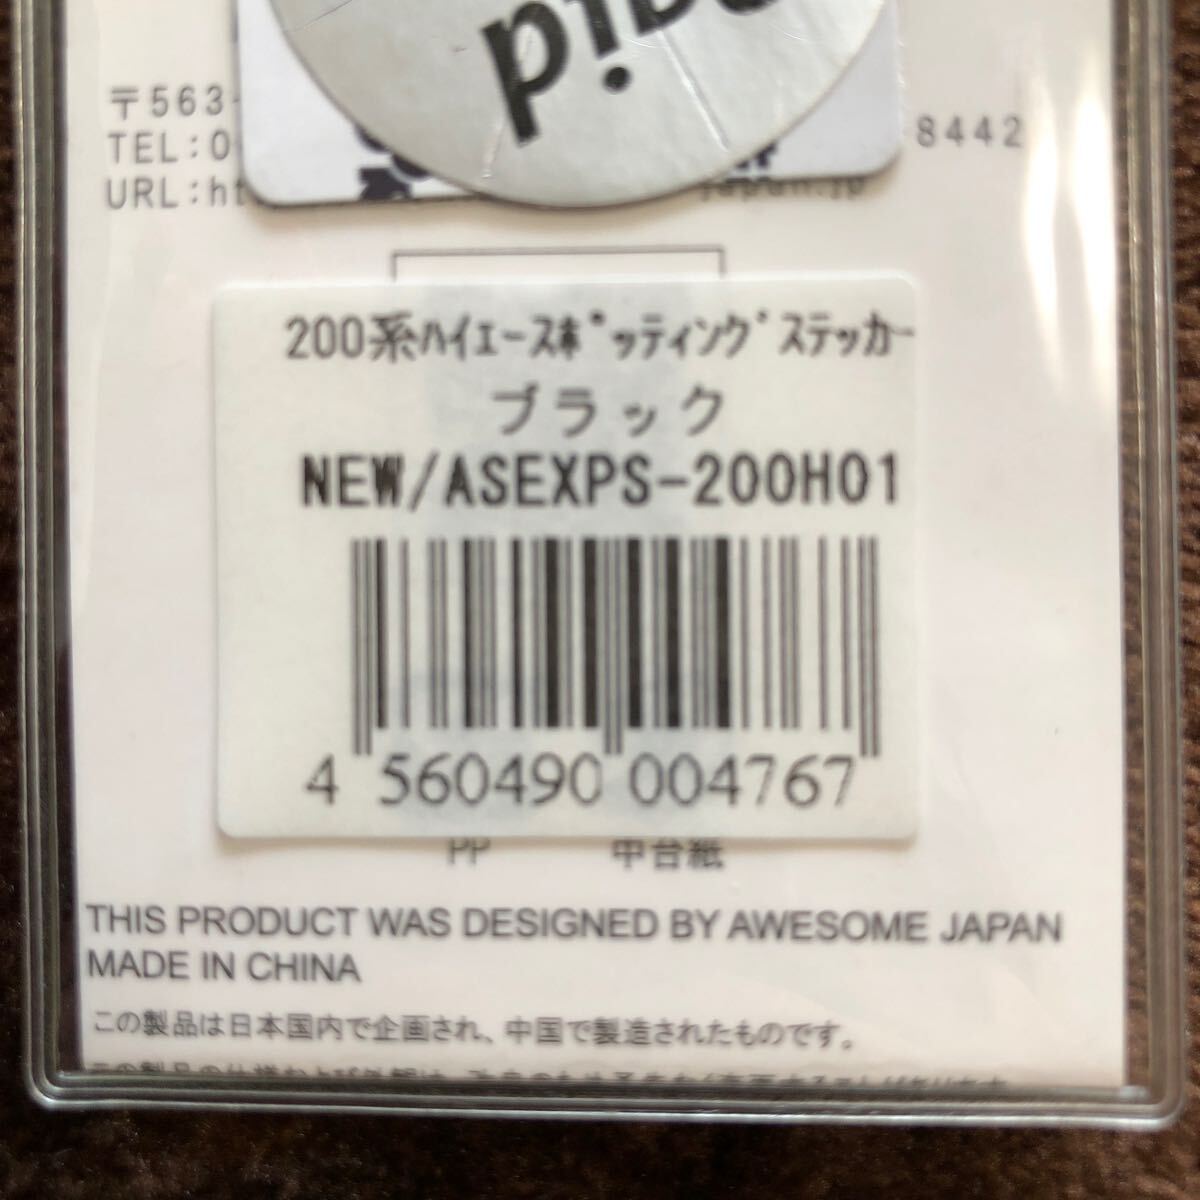 aid
〒563-
TEL:0 8442
URL:ht japan.jp
200系ﾊｲｴｰｽﾎﾟｯﾃｨﾝｸﾞｽﾃｯｶｰ
ブラック
NEW/ASEXPS-200H01
4 560490 004767
PP 中台紙
THIS PRODUCT WAS DESIGNED BY AWESOME JAPAN
MADE IN CHINA
この製品は日本国内で企画され、中国で製造されたものです。